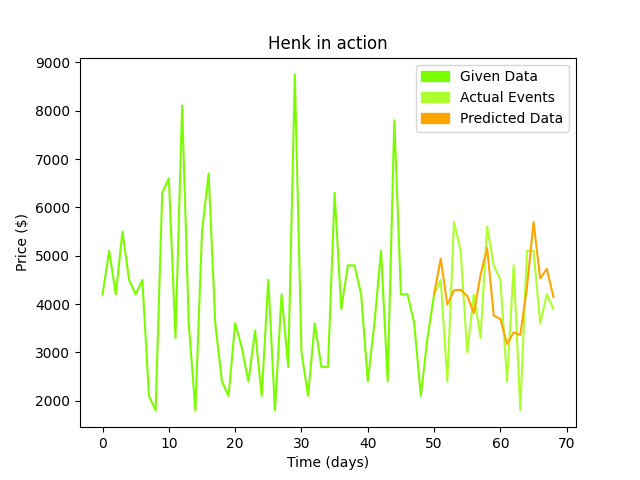 Henk in action
Given Data
Actual Events
Predicted Data
Price ($)
9000
8000
7000
6000
5000
4000
3000
2000
0 10 20 30 40 50 60 70
Time (days)